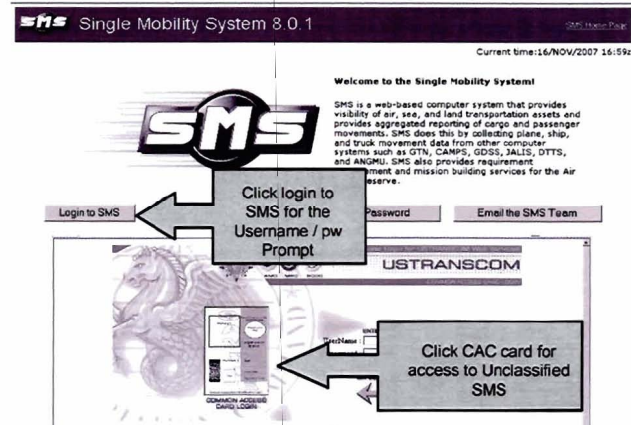 SMS Single Mobility System 8.0.1
SMS Home Page
Current time:16/NOV/2007 16:59z
Welcome to the Single Mobility System!
SMS is a web-based computer system that provides
visibility of air, sea, and land transportation assets and
provides aggregated reporting of cargo and passenger
movements. SMS does this by collecting plane, ship,
and truck movement data from other computer
systems such as GTN, CAMPS, GDSS, JALIS, DTTS,
and ANGMU. SMS also provides requirement
ement and mission building services for the Air
eserve.
SMS
Login to SMS
Click login to
SMS for the
Username / pw
Prompt
Password
Email the SMS Team
USTRANSCOM
UserName :
Click CAC card for
access to Unclassified
SMS
COMMON ACCESS
CARD LOGIN